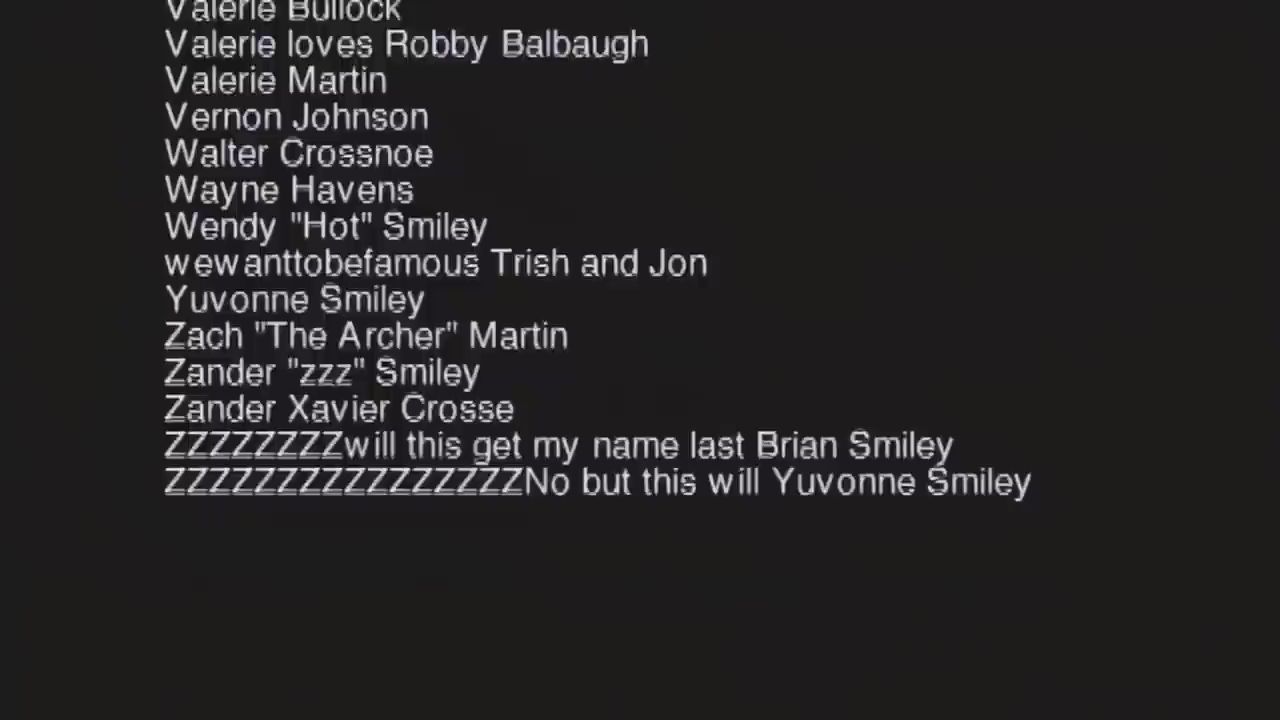 Valerie Bullock
Valerie loves Robby Balbaugh
Valerie Martin
Vernon Johnson
Walter Crossnoe
Wayne Havens
Wendy "Hot" Smiley
wewanttobefamous Trish and Jon
Yuvonne Smiley
Zach "The Archer" Martin
Zander "zzz" Smiley
Zander Xavier Crosse
ZZZZZZZZwill this get my name last Brian Smiley
ZZZZZZZZZZZZZZZZNo but this will Yuvonne Smiley